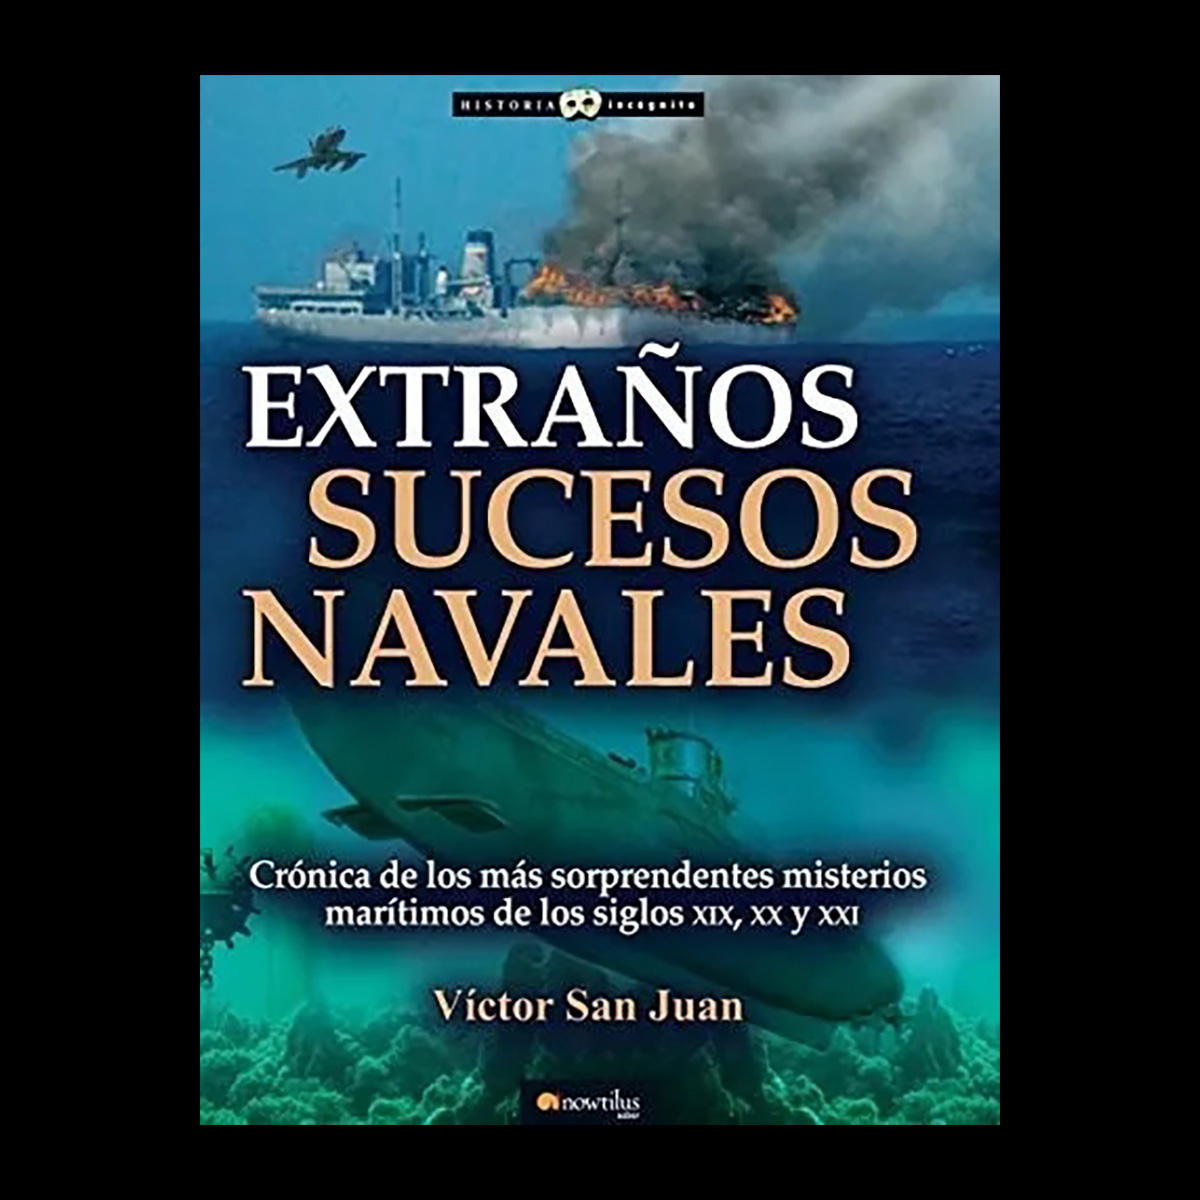 HISTORIA incógnita
EXTRAÑOS
SUCESOS
NAVALES
Crónica de los más sorprendentes misterios
marítimos de los siglos XIX, XX y XXI
Víctor San Juan
nowtilus
saber